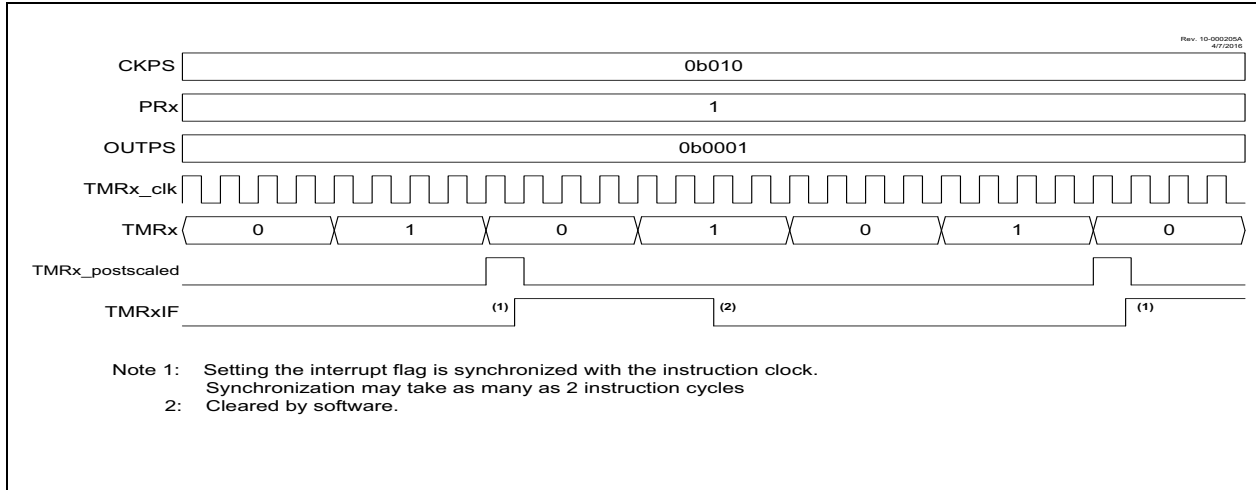 Rev. 10-000205A
4/7/2016
CKPS 0b010
PRx 1
OUTPS 0b0001
TMRx_clk
TMRx 0 1 0 1 0 1 0
TMRx_postscaled
TMRxIF (1) (2) (1)
Note 1: Setting the interrupt flag is synchronized with the instruction clock.
Synchronization may take as many as 2 instruction cycles
2: Cleared by software.